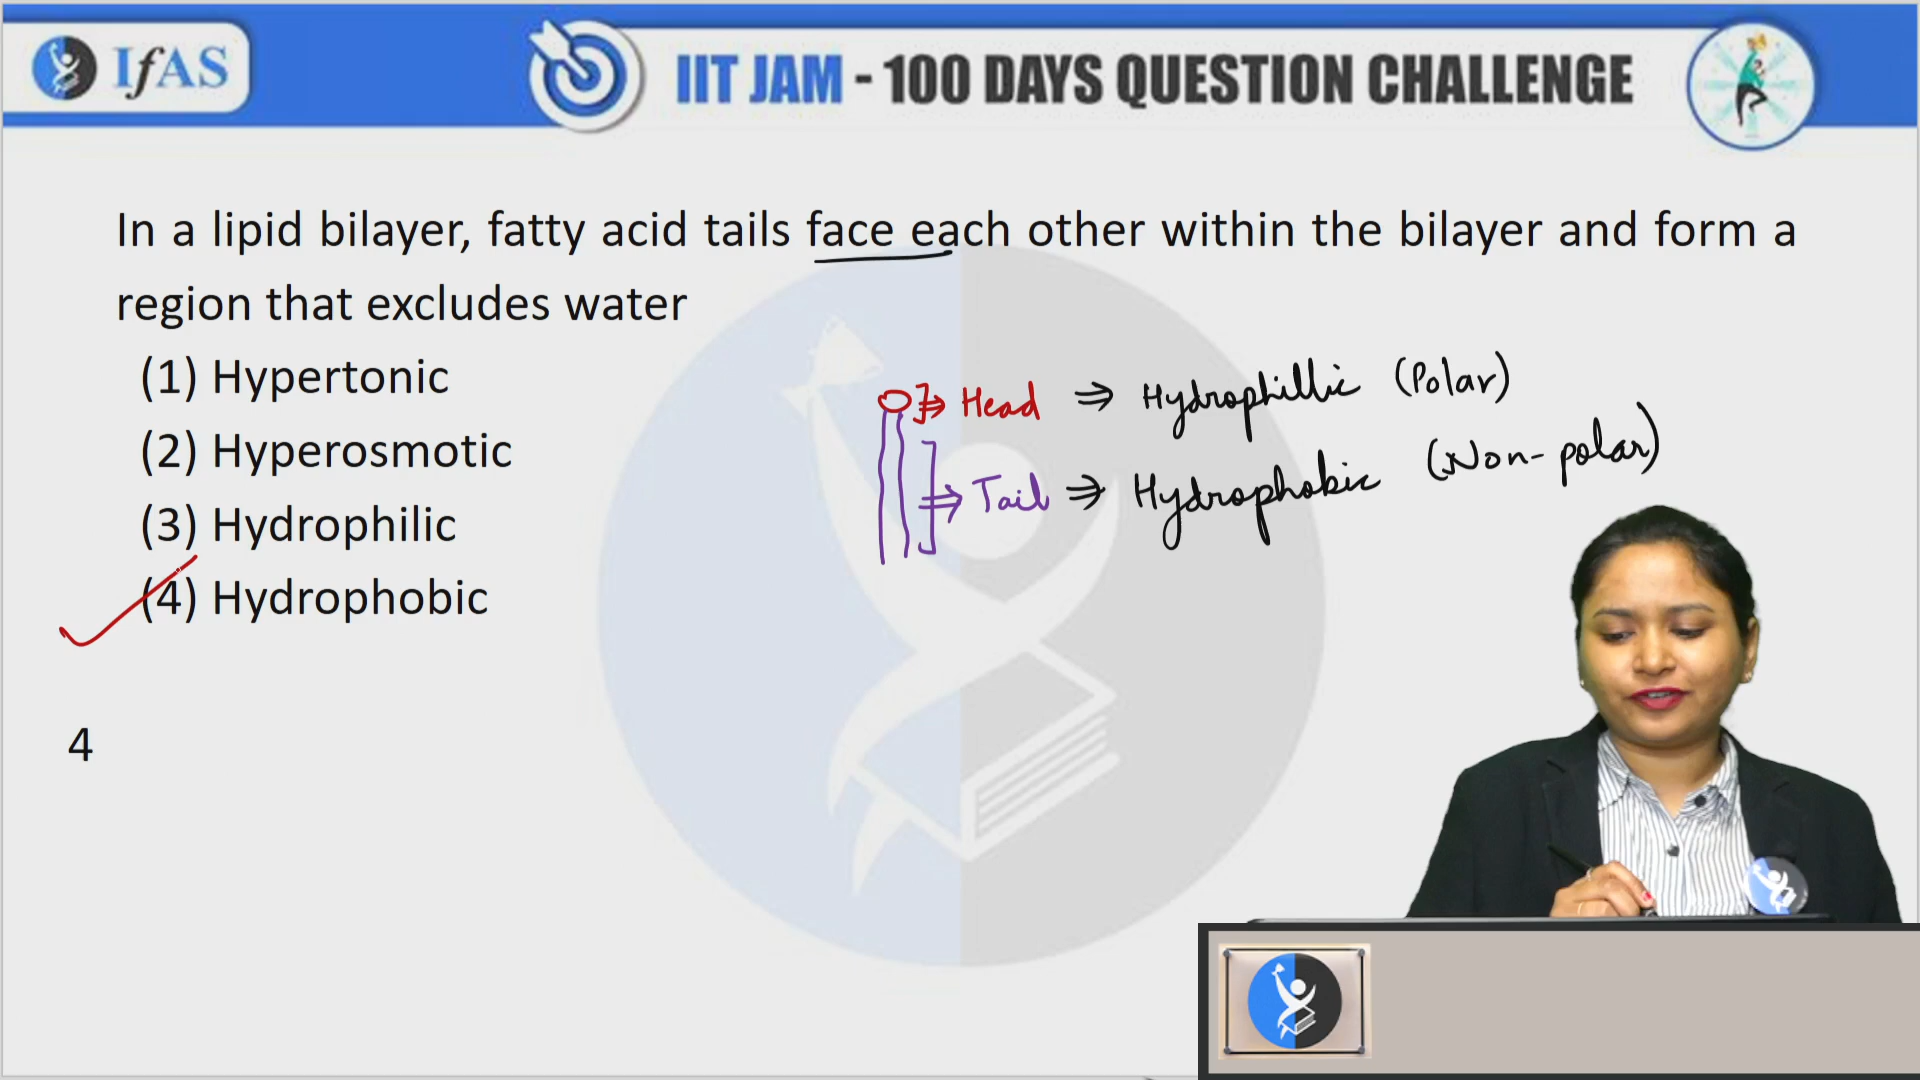 IfAS
IIT JAM - 100 DAYS QUESTION CHALLENGE
In a lipid bilayer, fatty acid tails face each other within the bilayer and form a
region that excludes water
(1) Hypertonic
(2) Hyperosmotic
(3) Hydrophilic
(4) Hydrophobic
Head ⇒ Hydrophillic (Polar)
Tail ⇒ Hydrophobic (Non-polar)
4